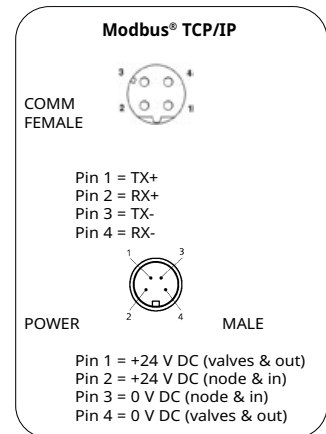 Modbus® TCP/IP
3 4
COMM
FEMALE
2 1
Pin 1 = TX+
Pin 2 = RX+
Pin 3 = TX-
Pin 4 = RX-
1 3
2 4
POWER MALE
Pin 1 = +24 V DC (valves & out)
Pin 2 = +24 V DC (node & in)
Pin 3 = 0 V DC (node & in)
Pin 4 = 0 V DC (valves & out)